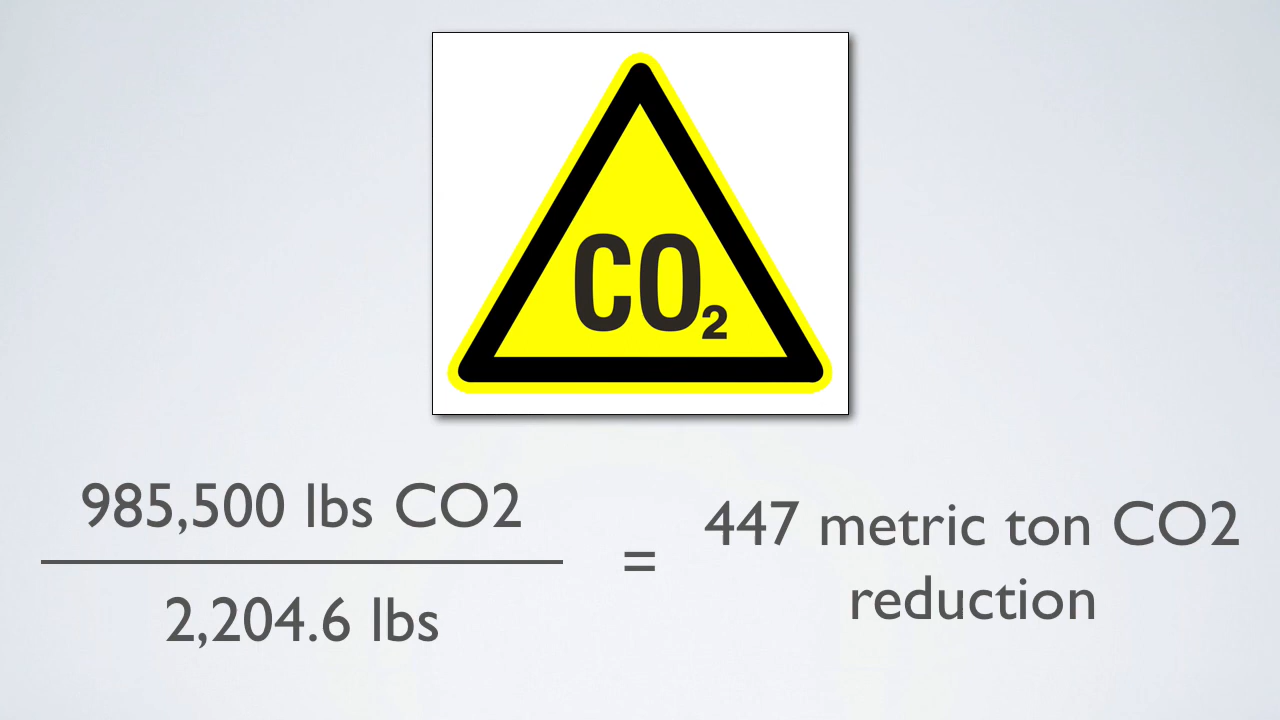 CO₂
985,500 lbs CO2
2,204.6 lbs
=
447 metric ton CO2
reduction